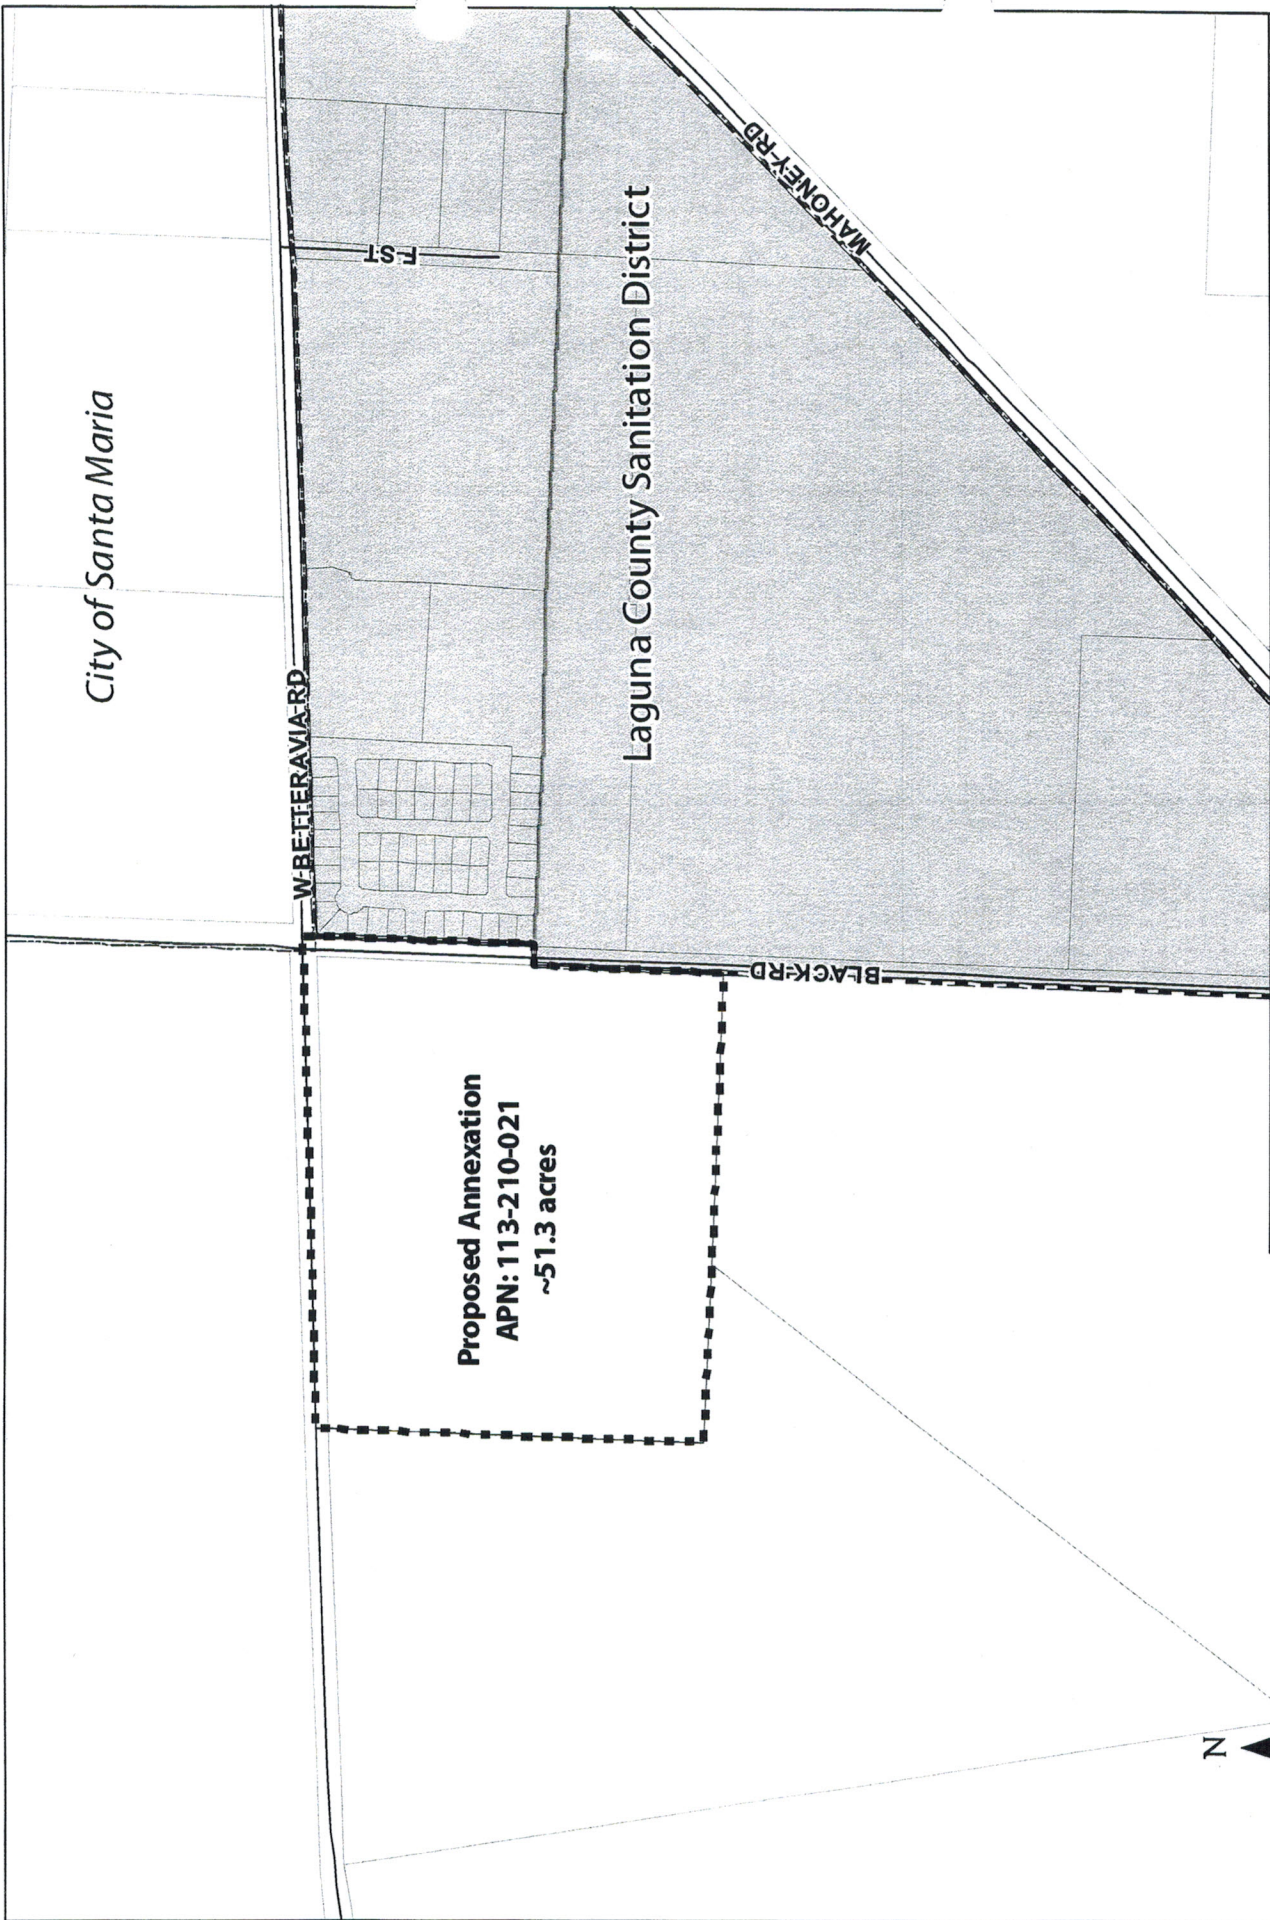 City of Santa Maria
W BETTERAVIA RD
F ST
MAHONEY RD
Laguna County Sanitation District
BLACK RD
Proposed Annexation
APN: 113-210-021
~51.3 acres
N